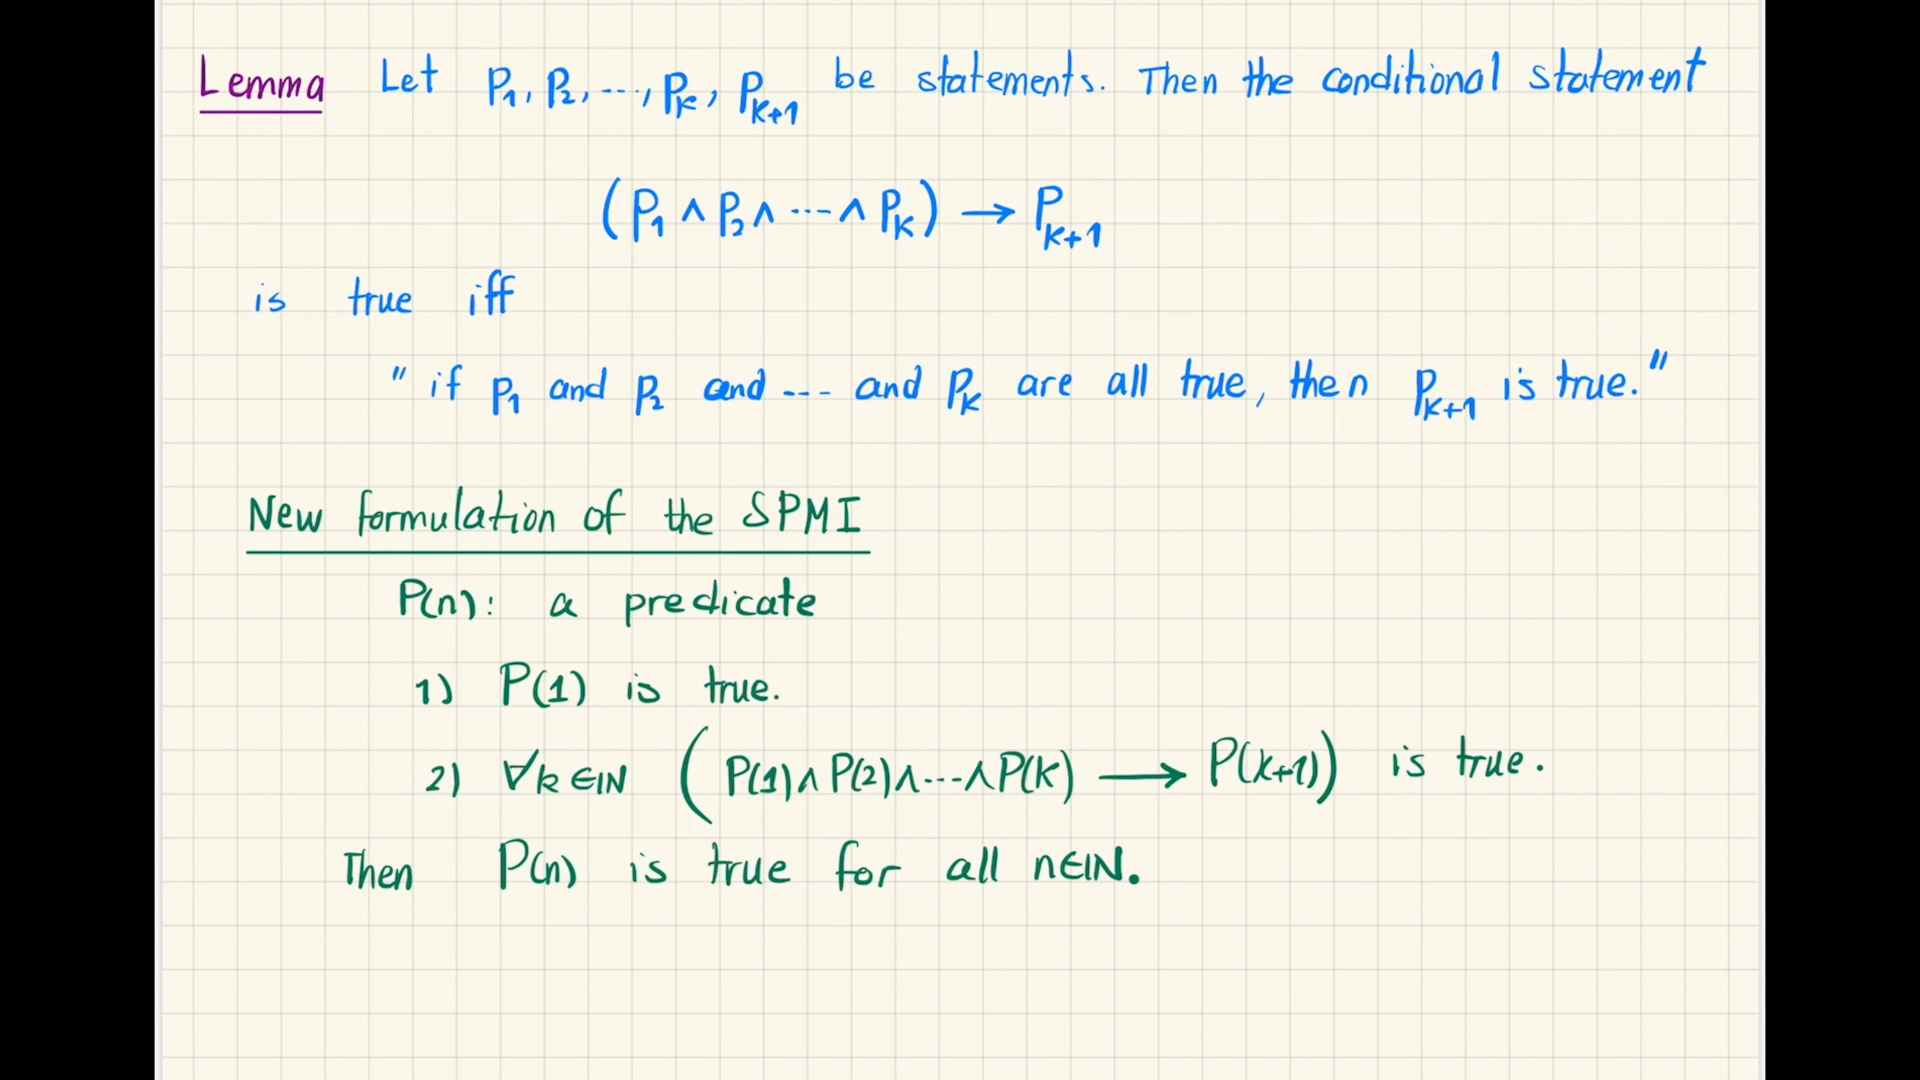 Lemma Let P₁, P₂, ..., Pₖ, Pₖ₊₁ be statements. Then the conditional statement
(P₁ ∧ P₂ ∧ ... ∧ Pₖ) → Pₖ₊₁
is true iff
" if P₁ and P₂ and ... and Pₖ are all true, then Pₖ₊₁ is true."
New formulation of the SPMI
P(n): a predicate
1) P(1) is true.
2) ∀k∈ℕ (P(1)∧P(2)∧...∧P(k) → P(k+1)) is true.
Then P(n) is true for all n∈ℕ.